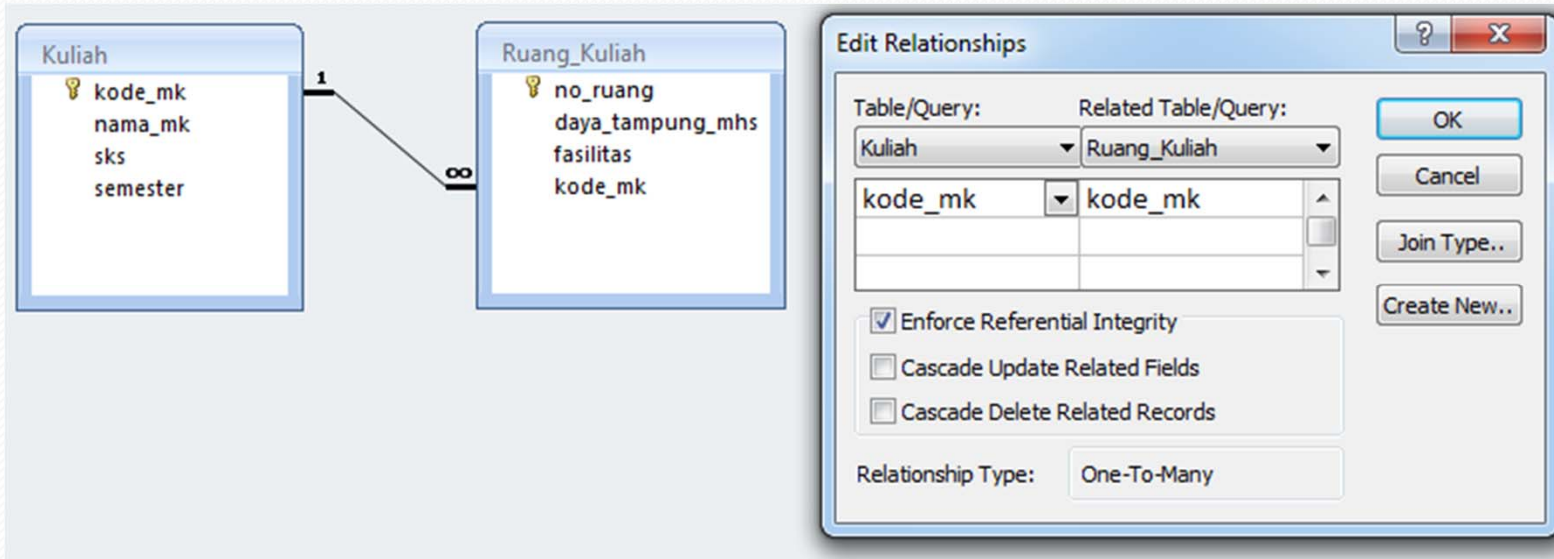 Kuliah
kode_mk
nama_mk
sks
semester
1
∞
Ruang_Kuliah
no_ruang
daya_tampung_mhs
fasilitas
kode_mk
Edit Relationships
Table/Query: Related Table/Query:
Kuliah Ruang_Kuliah
kode_mk kode_mk
Enforce Referential Integrity
Cascade Update Related Fields
Cascade Delete Related Records
Relationship Type: One-To-Many
OK
Cancel
Join Type..
Create New..